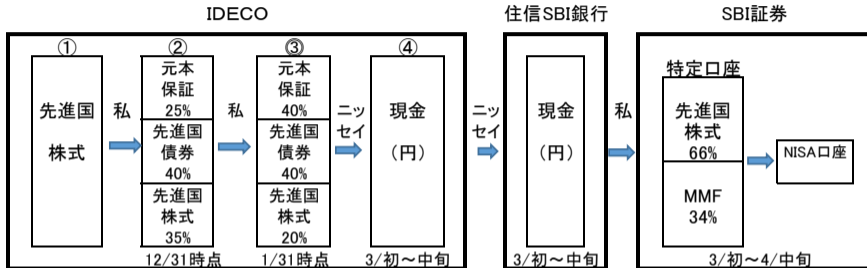 IDECO
住信SBI銀行
SBI証券
①
先進国
株式
私
②
元本
保証
25%
先進国
債券
40%
先進国
株式
35%
12/31時点
私
③
元本
保証
40%
先進国
債券
40%
先進国
株式
20%
1/31時点
ニッ
セイ
④
現金
(円)
3/初~中旬
ニッ
セイ
現金
(円)
3/初~中旬
私
特定口座
先進国
株式
66%
MMF
34%
NISA口座
3/初~4/中旬